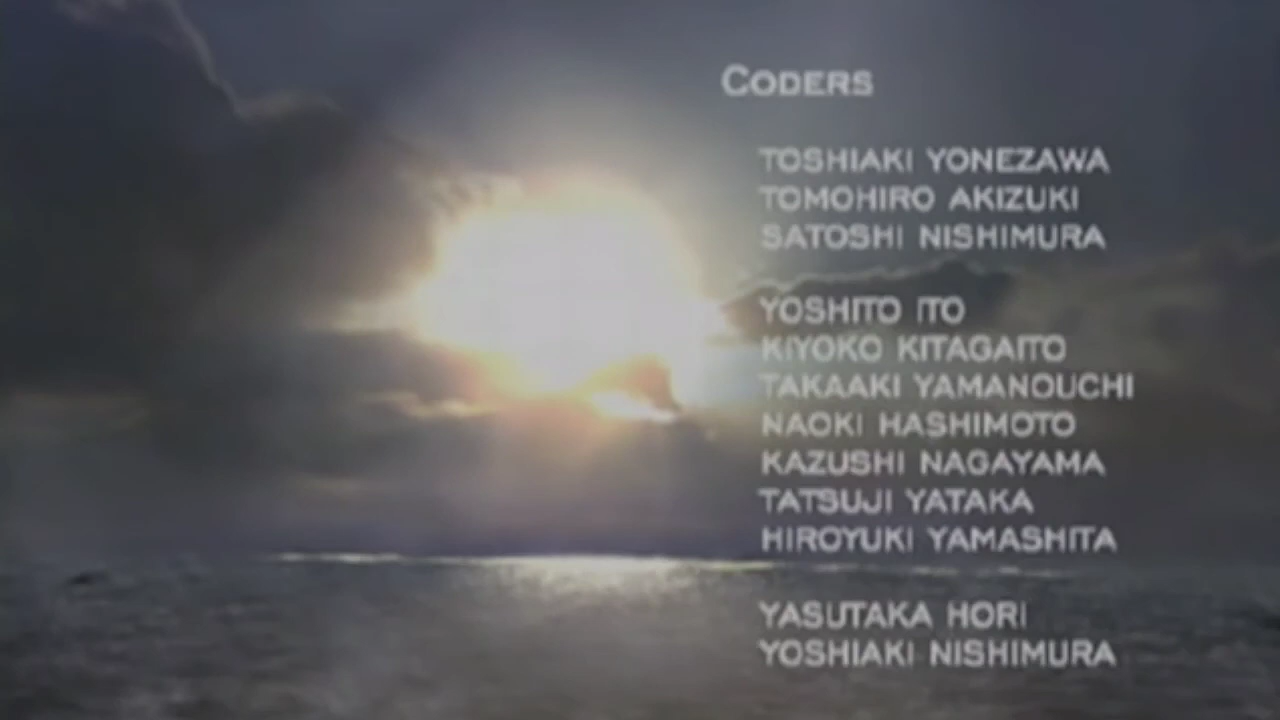 CODERS
TOSHIAKI YONEZAWA
TOMOHIRO AKIZUKI
SATOSHI NISHIMURA
YOSHITO ITO
KIYOKO KITAGAITO
TAKAAKI YAMANOUCHI
NAOKI HASHIMOTO
KAZUSHI NAGAYAMA
TATSUJI YATAKA
HIROYUKI YAMASHITA
YASUTAKA HORI
YOSHIAKI NISHIMURA